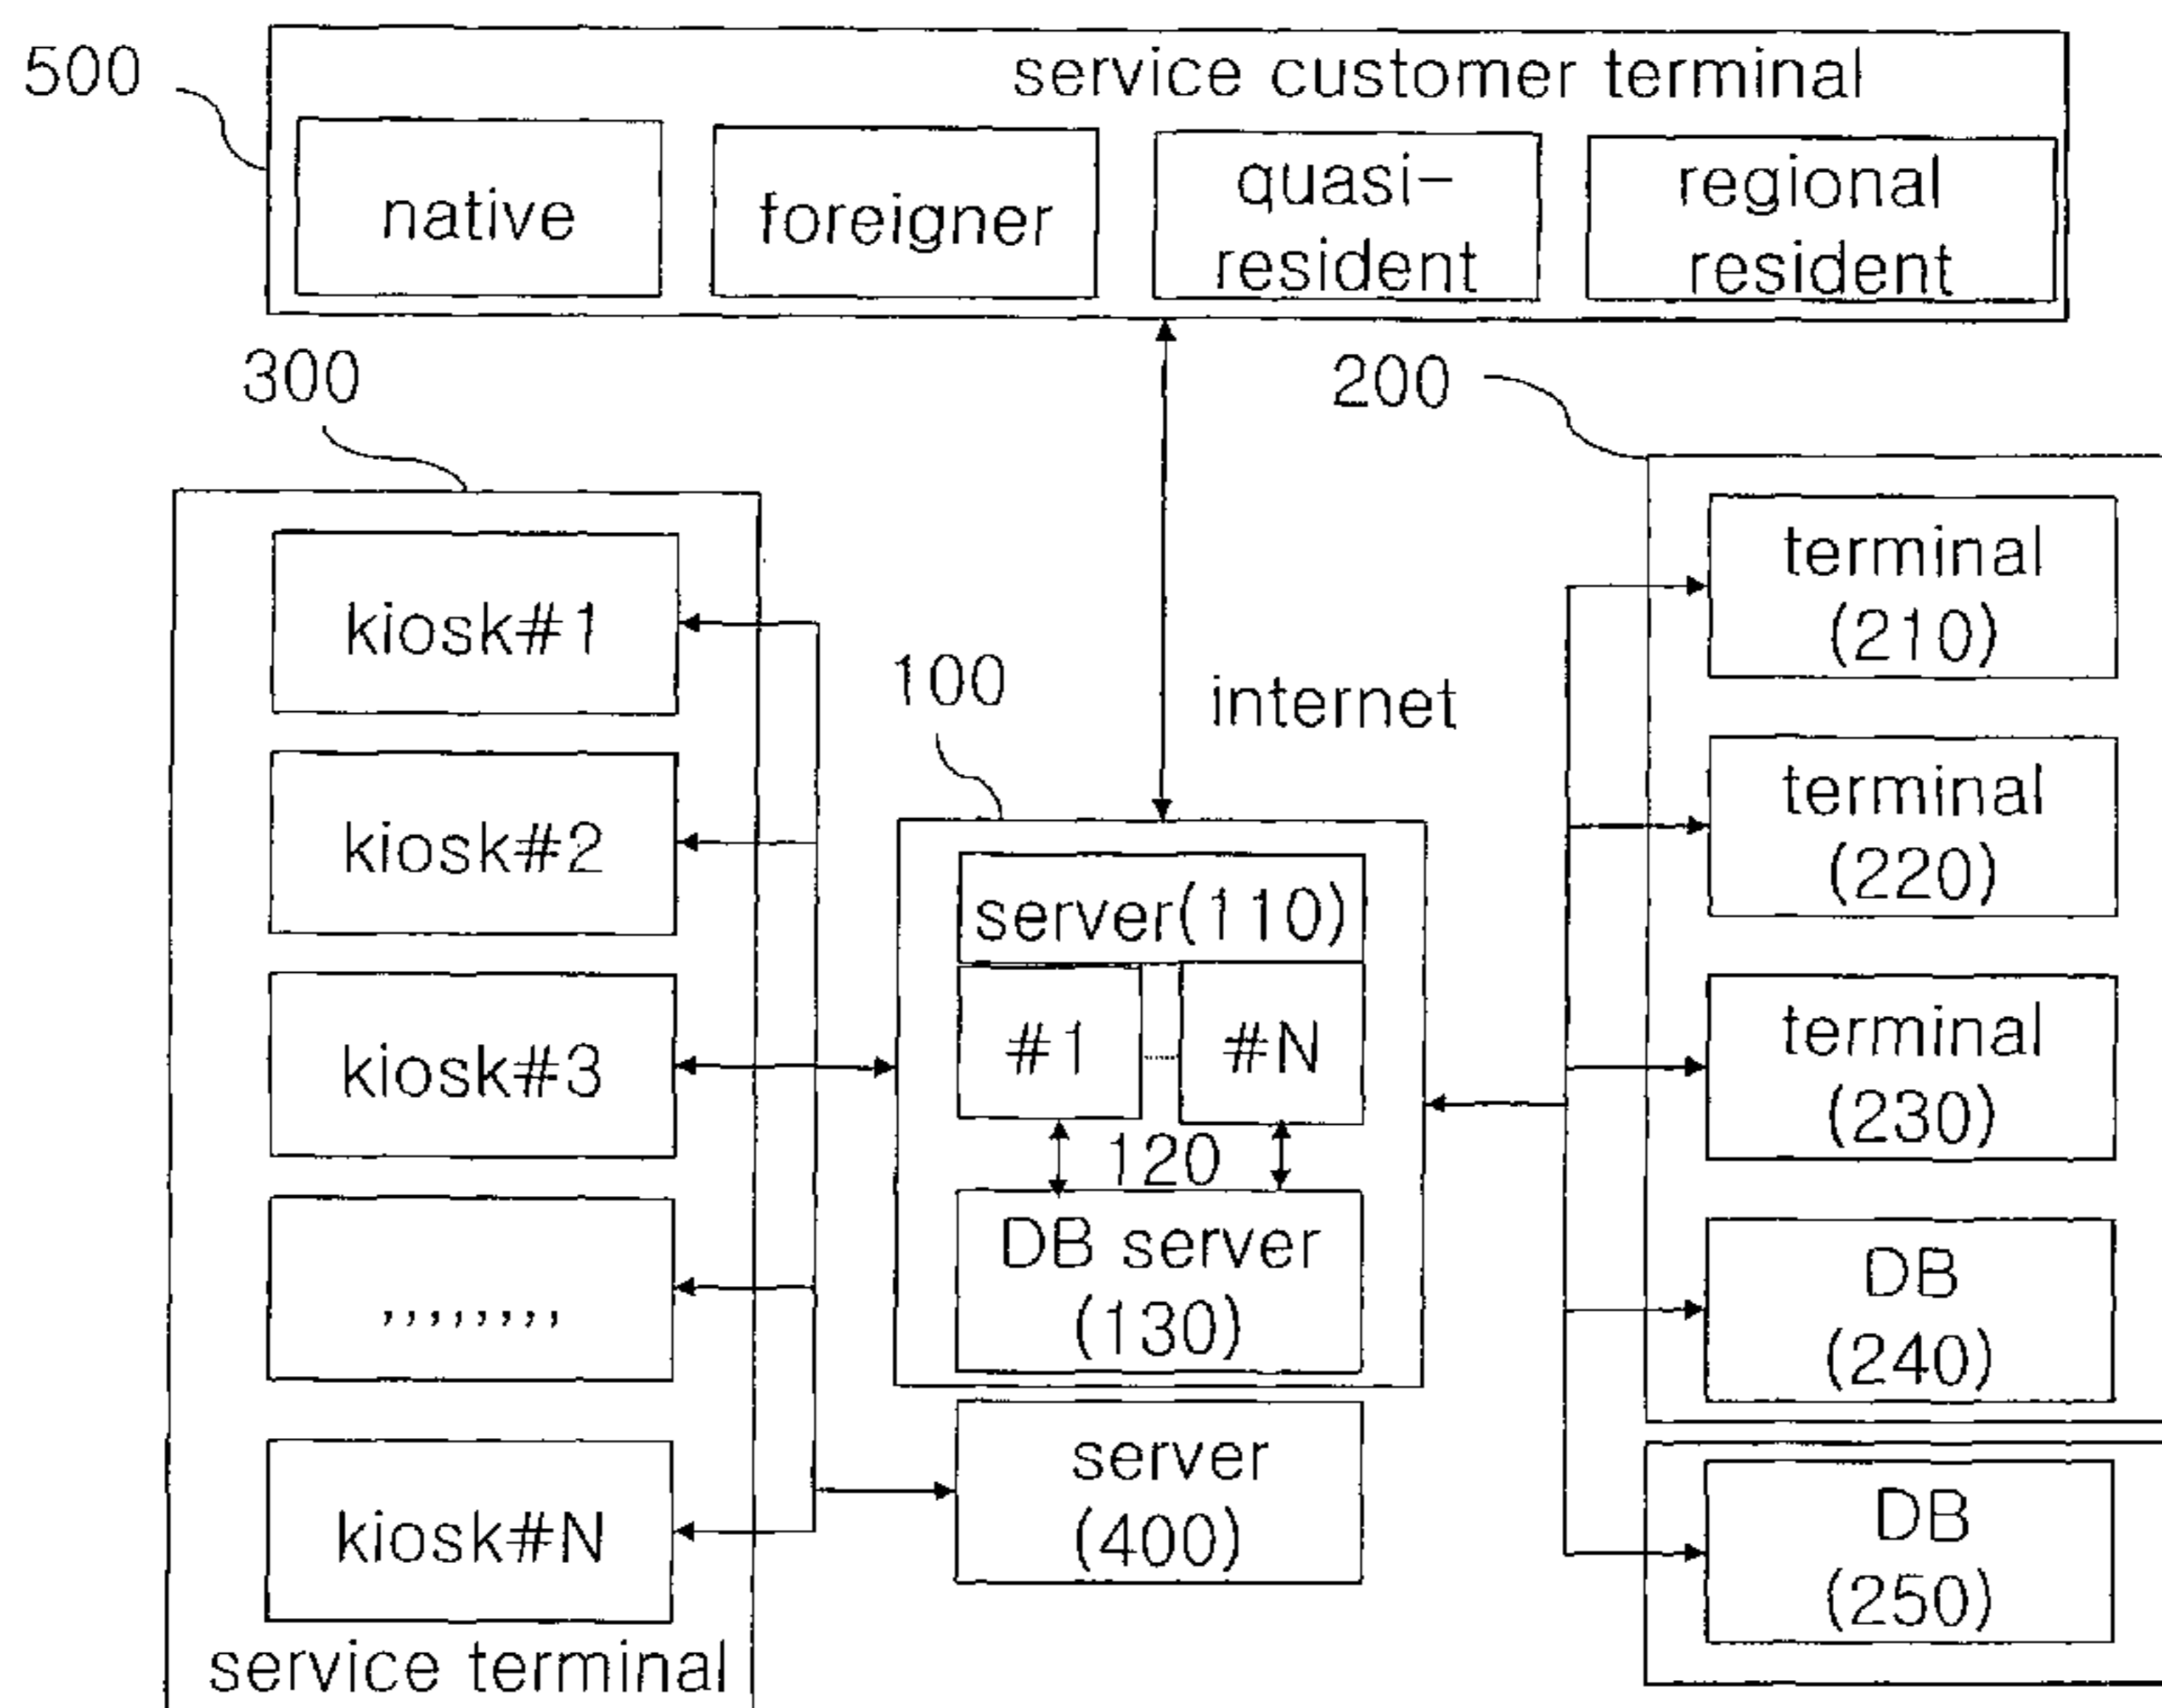 500
service customer terminal
native
foreigner
quasi-
resident
regional
resident
300
200
kiosk#1
kiosk#2
kiosk#3
,,,,,,,,
kiosk#N
service terminal
100
internet
server(110)
#1
#N
120
DB server
(130)
server
(400)
terminal
(210)
terminal
(220)
terminal
(230)
DB
(240)
DB
(250)